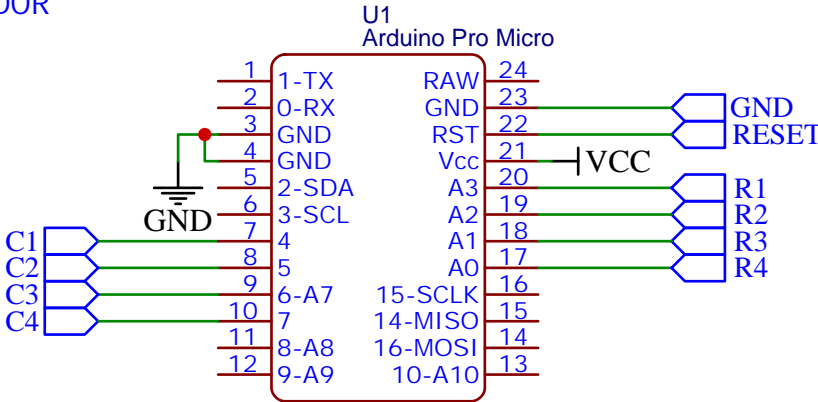 DOR
U1
Arduino Pro Micro
1 1-TX RAW 24
2 0-RX GND 23 GND
3 GND RST 22 RESET
4 GND Vcc 21 VCC
5 2-SDA A3 20 R1
GND 6 3-SCL A2 19 R2
C1 7 4 A1 18 R3
C2 8 5 A0 17 R4
C3 9 6-A7 15-SCLK 16
C4 10 7 14-MISO 15
11 8-A8 16-MOSI 14
12 9-A9 10-A10 13